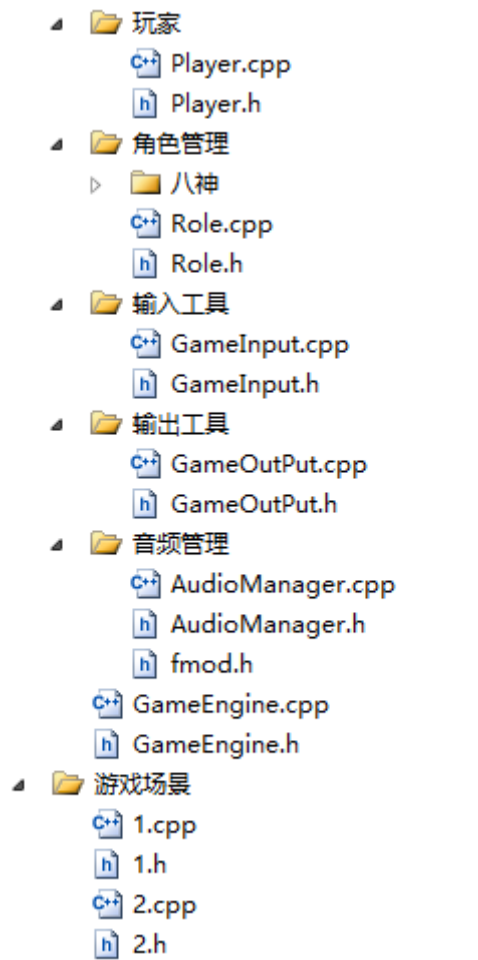 玩家
Player.cpp
Player.h
角色管理
八神
Role.cpp
Role.h
输入工具
GameInput.cpp
GameInput.h
输出工具
GameOutPut.cpp
GameOutPut.h
音频管理
AudioManager.cpp
AudioManager.h
fmod.h
GameEngine.cpp
GameEngine.h
游戏场景
1.cpp
1.h
2.cpp
2.h